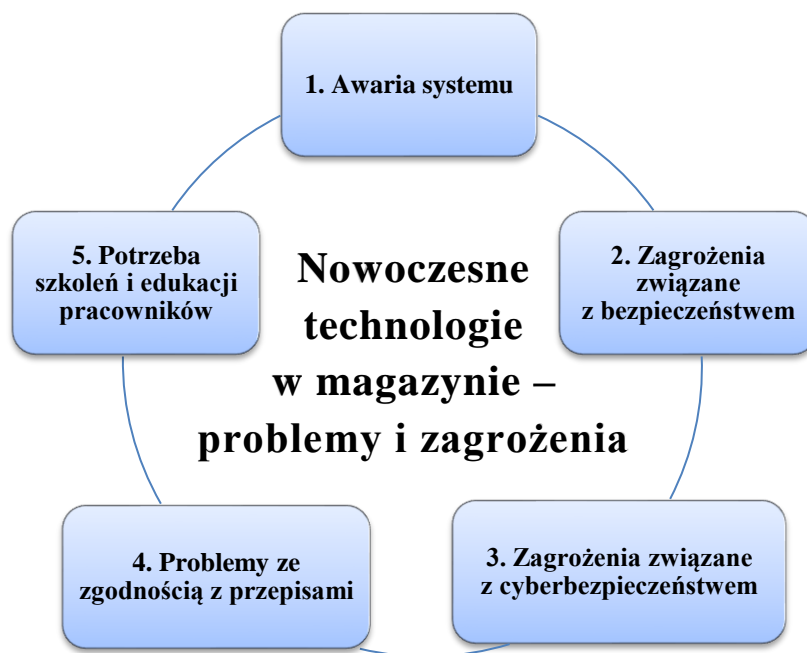 1. Awaria systemu
2. Zagrożenia
związane
z bezpieczeństwem
3. Zagrożenia związane
z cyberbezpieczeństwem
4. Problemy ze
zgodnością z przepisami
5. Potrzeba
szkoleń i edukacji
pracowników
Nowoczesne
technologie
w magazynie –
problemy i zagrożenia